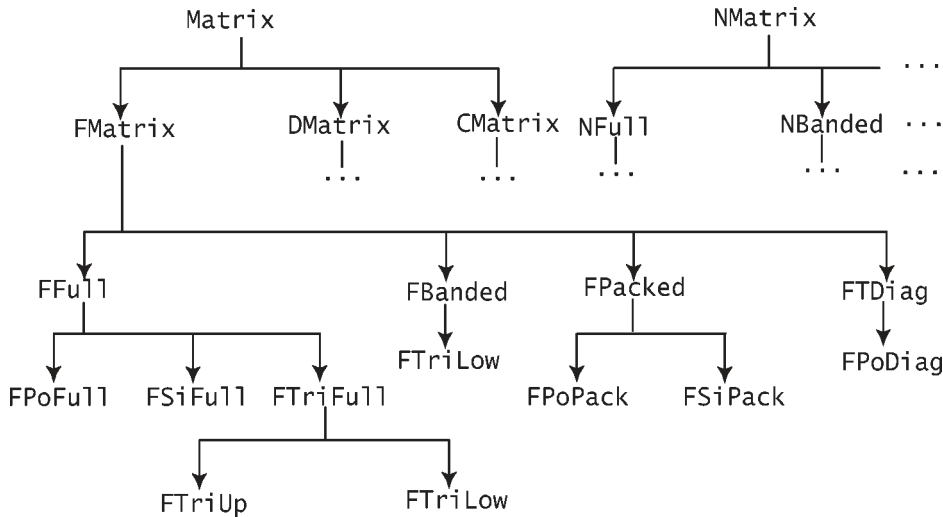 Matrix NMatrix
...
FMatrix DMatrix CMatrix NFull NBanded ...
... ... ... ... ...
FFull FBanded FPacked FTDiag
FTriLow FPoDiag
FPoFull FSiFull FTriFull FPoPack FSiPack
FTriUp FTriLow